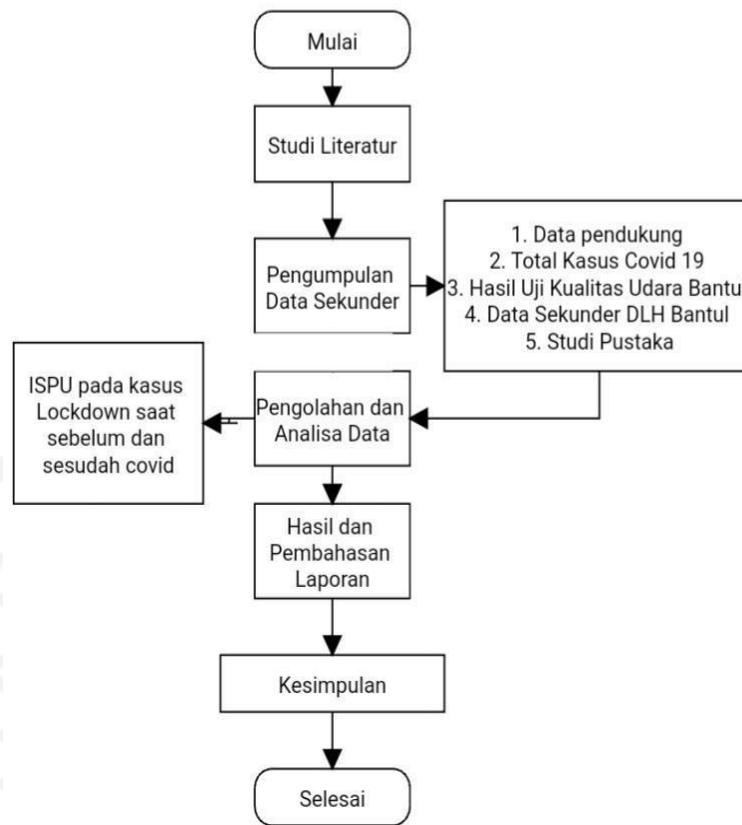 Mulai
Studi Literatur
Pengumpulan
Data Sekunder
1. Data pendukung
2. Total Kasus Covid 19
3. Hasil Uji Kualitas Udara Bantu
4. Data Sekunder DLH Bantul
5. Studi Pustaka
ISPU pada kasus
Lockdown saat
sebelum dan
sesudah covid
Pengolahan dan
Analisa Data
Hasil dan
Pembahasan
Laporan
Kesimpulan
Selesai